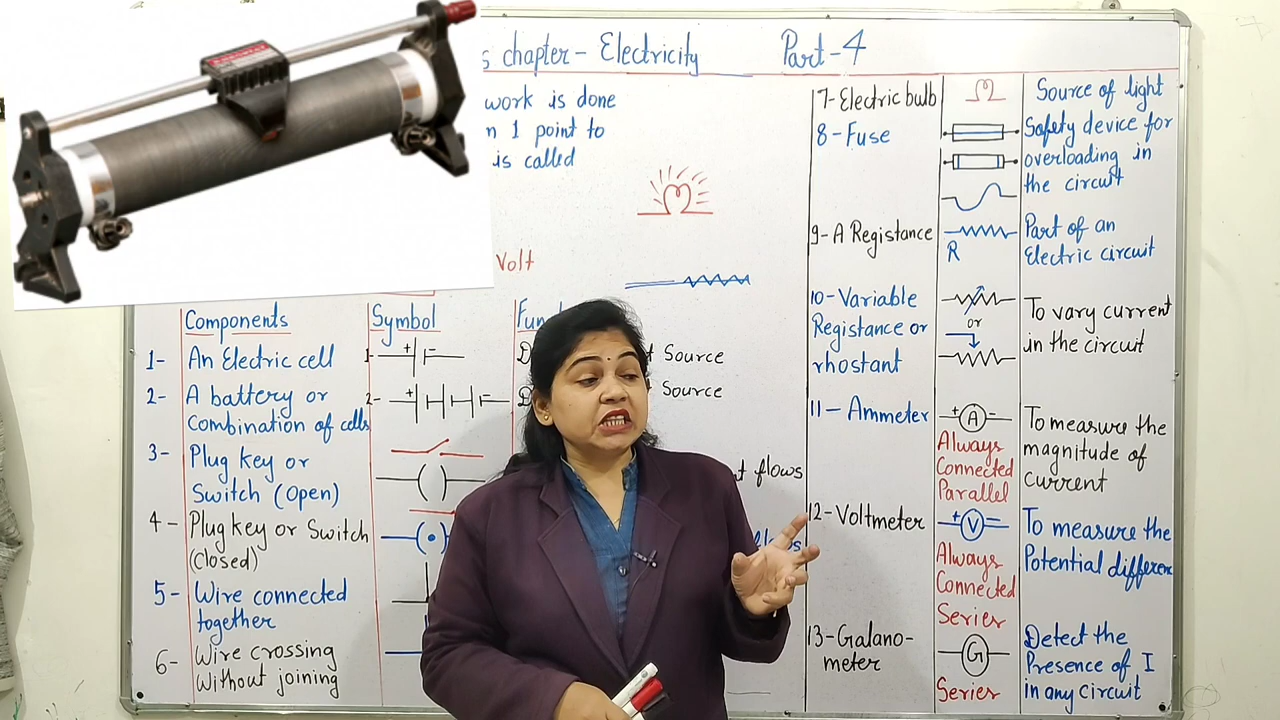 s chapter - Electricity Part-4
work is done
n 1 point to
is called
Volt
Components Symbol Fun
1- An Electric cell 1- + - Source
2- A battery or 2- + - Source
Combination of cells
3- Plug key or
Switch (Open) t flows
4- Plug key or Switch
(Closed)
5- Wire connected
together
6- Wire crossing
Without joining
7-Electric bulb Source of light
8-Fuse Safety device for
overloading in
the circuit
9-A Registance R Part of an
Electric circuit
10-Variable To vary current
Registance or or in the circuit
rhostant
11-Ammeter + A - To measure the
Always magnitude of
Connected current
Parallel
12-Voltmeter + V - To measure the
Always Potential differen
Connected
Series
13-Galano- G Detect the
meter Presence of I
Series in any circuit